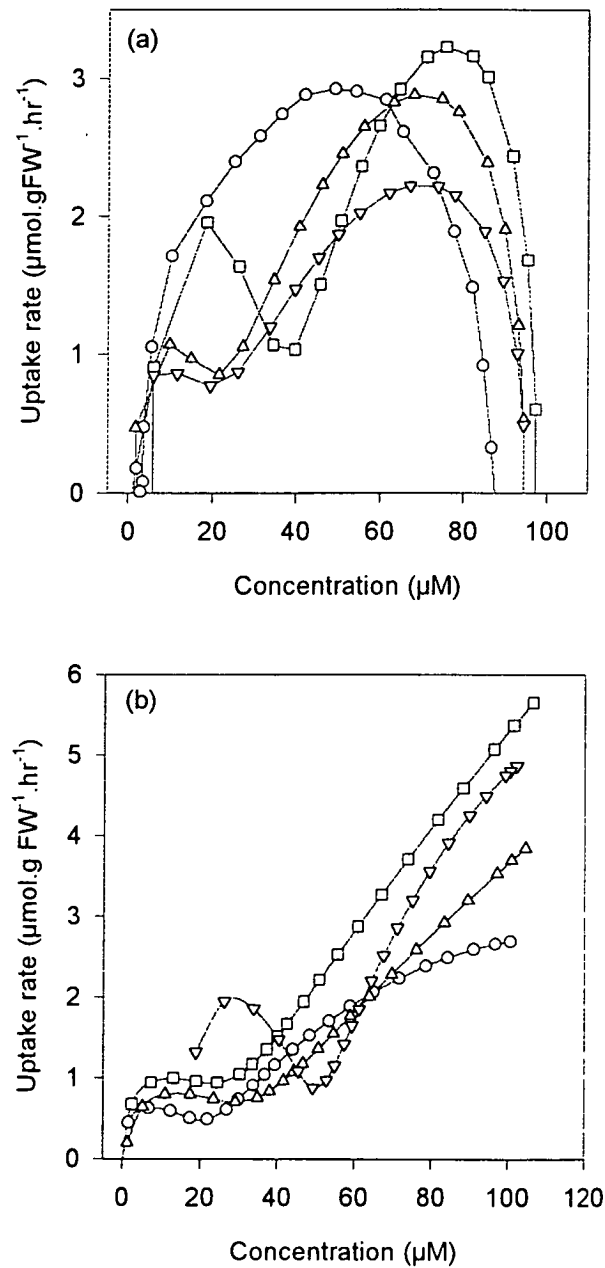 (a)
3
2
1
0
Uptake rate (µmol.gFW⁻¹.hr⁻¹)
0 20 40 60 80 100
Concentration (µM)
(b)
6
5
4
3
2
1
0
Uptake rate (µmol.g FW⁻¹.hr⁻¹)
0 20 40 60 80 100 120
Concentration (µM)